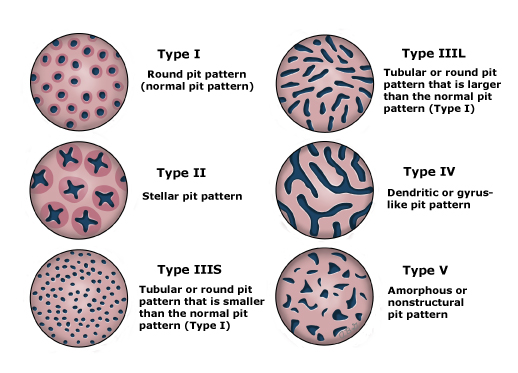 Type I
Round pit pattern
(normal pit pattern)
Type II
Stellar pit pattern
Type IIIS
Tubular or round pit
pattern that is smaller
than the normal pit
pattern (Type I)
Type IIIL
Tubular or round pit
pattern that is larger
than the normal pit
pattern (Type I)
Type IV
Dendritic or gyrus-
like pit pattern
Type V
Amorphous or
nonstructural
pit pattern